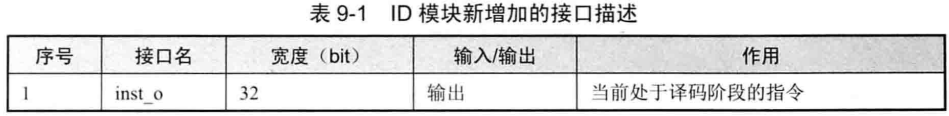 表 9-1 ID 模块新增加的接口描述
序号 接口名 宽度（bit） 输入/输出 作用
1 inst_o 32 输出 当前处于译码阶段的指令